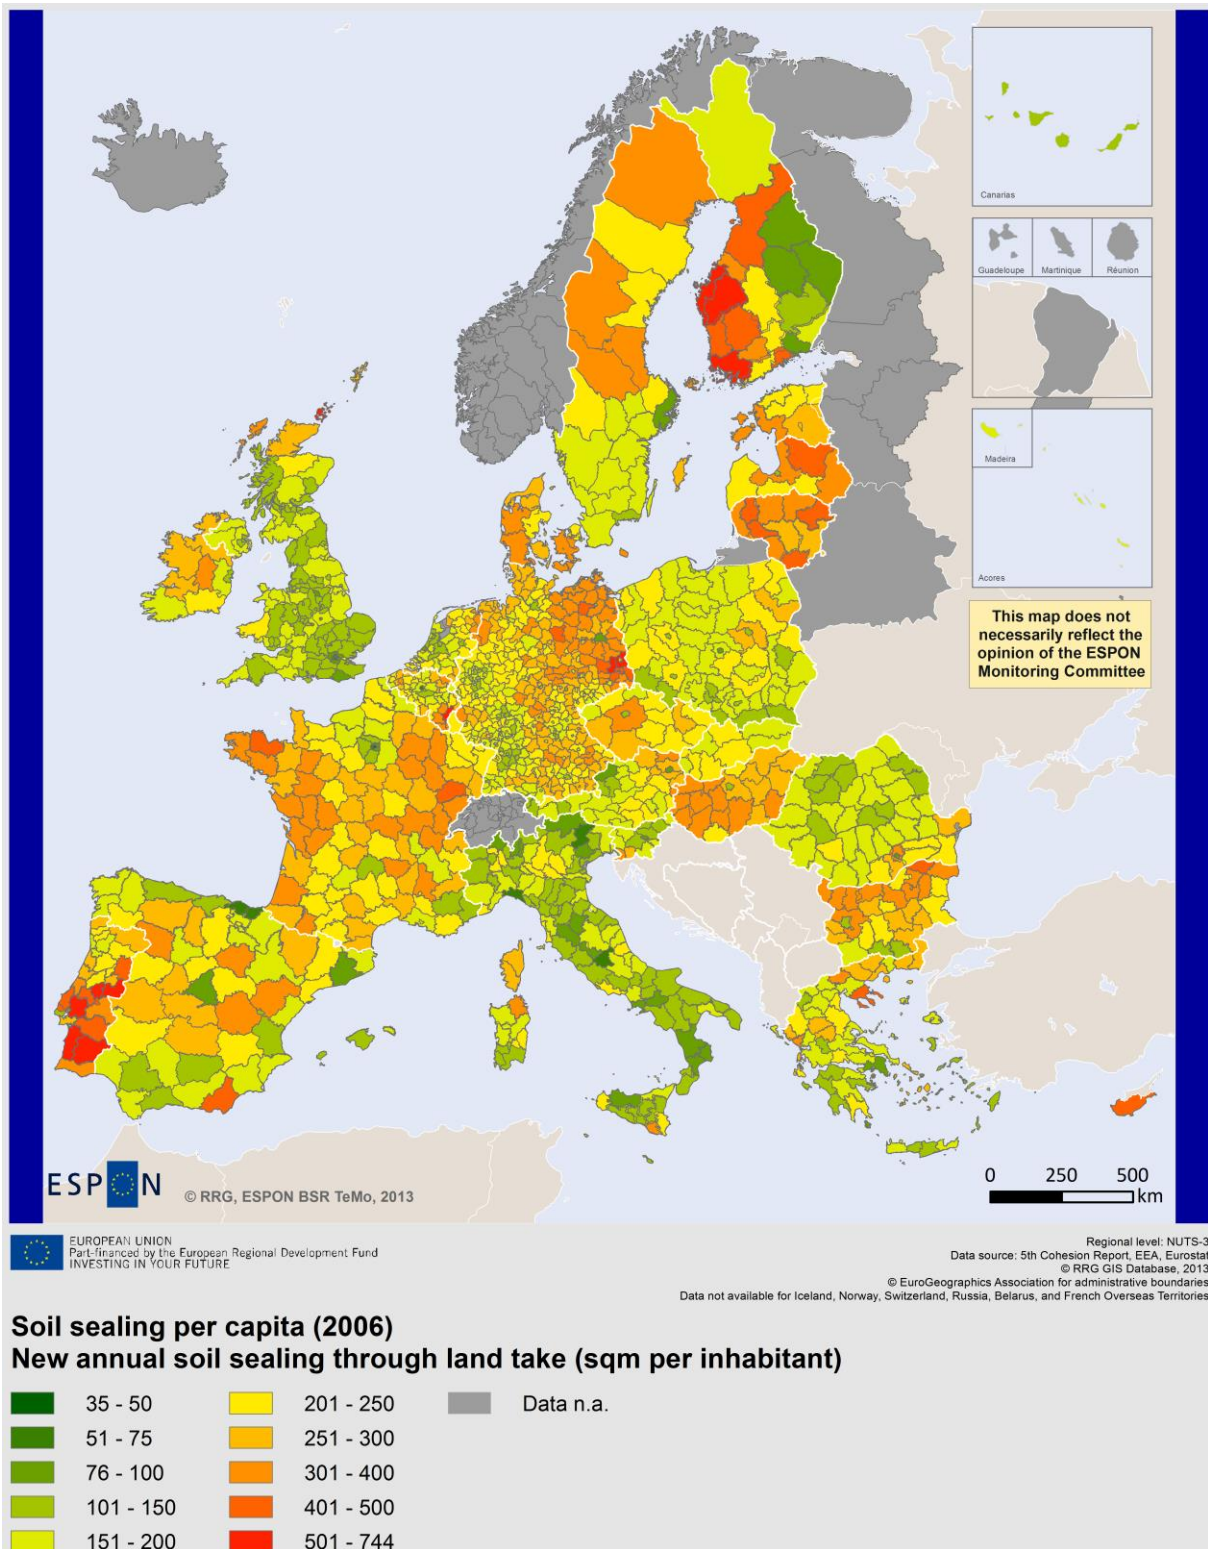 Canarias
Guadeloupe
Martinique
Réunion
Madeira
Acores
This map does not
necessarily reflect the
opinion of the ESPON
Monitoring Committee
0 250 500
km
ESPON
© RRG, ESPON BSR TeMo, 2013
EUROPEAN UNION
Part-financed by the European Regional Development Fund
INVESTING IN YOUR FUTURE
Regional level: NUTS-3
Data source: 5th Cohesion Report, EEA, Eurostat
© RRG GIS Database, 2013
© EuroGeographics Association for administrative boundaries
Data not available for Iceland, Norway, Switzerland, Russia, Belarus, and French Overseas Territories
Soil sealing per capita (2006)
New annual soil sealing through land take (sqm per inhabitant)
35 - 50
51 - 75
76 - 100
101 - 150
151 - 200
201 - 250
251 - 300
301 - 400
401 - 500
501 - 744
Data n.a.